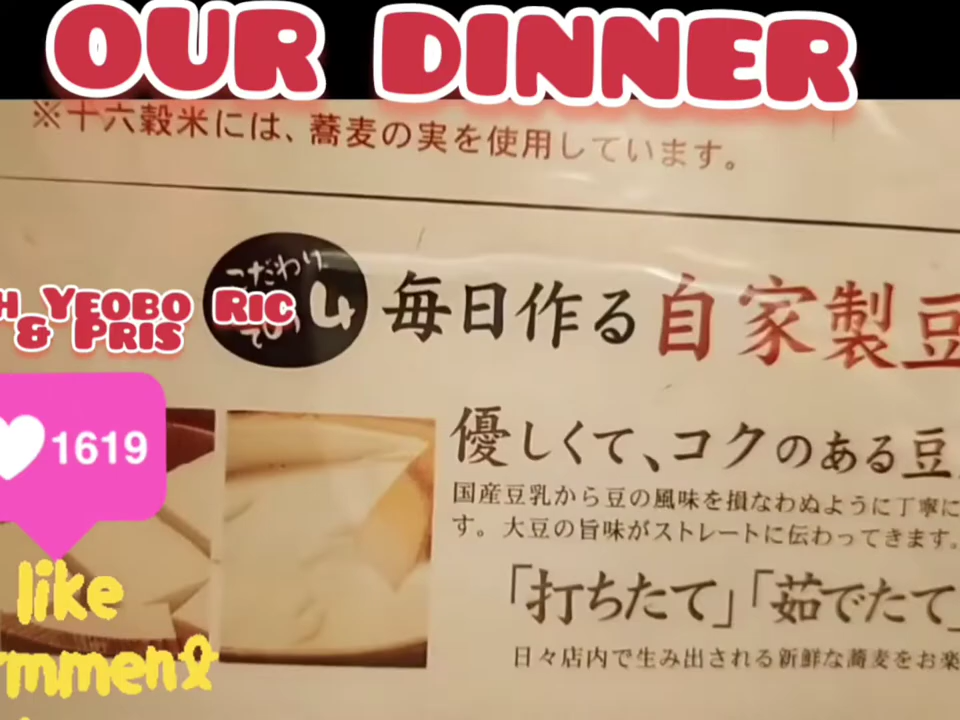 OUR DINNER
※十六穀米には、蕎麦の実を使用しています。
こだわり
その
4
毎日作る自家製豆
H YEOBO RIC
& PRIS
1619
優しくて、コクのある豆
国産豆乳から豆の風味を損なわぬように丁寧に
す。大豆の旨味がストレートに伝わってきます。
like
「打ちたて」「茹でたて」
mmen
日々店内で生み出される新鮮な蕎麦をお楽